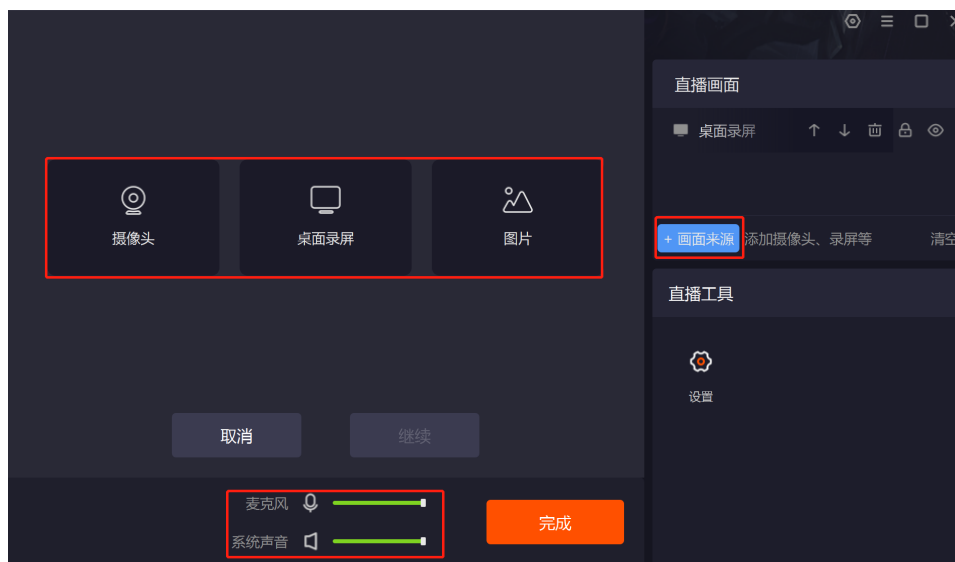 直播画面
桌面录屏
摄像头
桌面录屏
图片
+ 画面来源 添加摄像头、录屏等 清空
直播工具
设置
取消
继续
麦克风
系统声音
完成